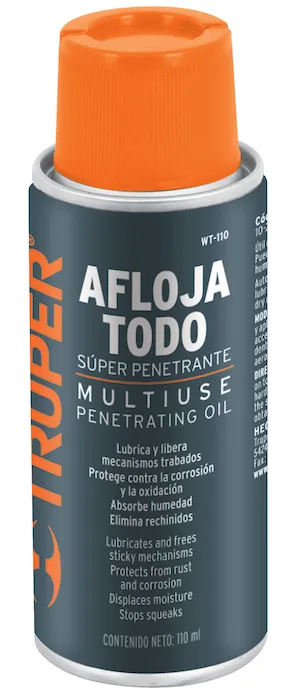 TRUPER®
WT-110
AFLOJA
TODO
SÚPER PENETRANTE
MULTIUSE
PENETRATING OIL
Lubrica y libera
mecanismos trabados
Protege contra la corrosión
y la oxidación
Absorbe humedad
Elimina rechinidos
Lubricates and frees
sticky mechanisms
Protects from rust
and corrosion
Displaces moisture
Stops squeaks
CONTENIDO NETO: 110 ml